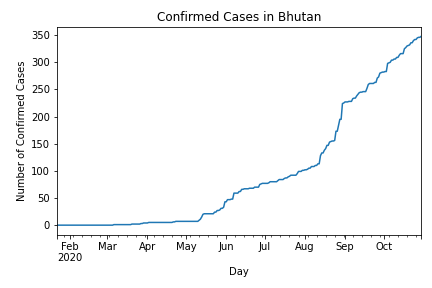 Confirmed Cases in Bhutan
Number of Confirmed Cases
350
300
250
200
150
100
50
0
Feb Mar Apr May Jun Jul Aug Sep Oct
2020
Day